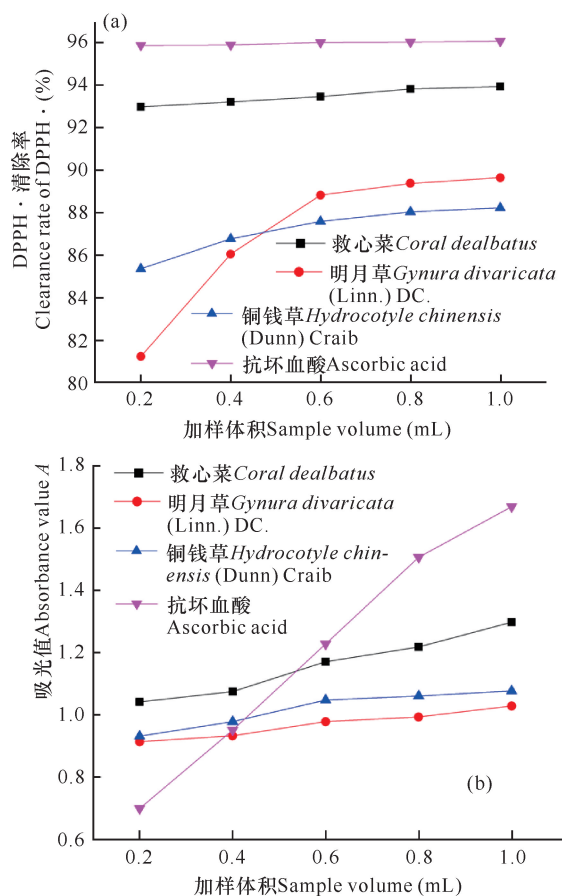 (a)
DPPH·清除率
Clearance rate of DPPH·(%)
96
94
92
90
88
86
84
82
80
救心菜Coral dealbatus
明月草Gynura divaricata
(Linn.) DC.
铜钱草Hydrocotyle chinensis
(Dunn) Craib
抗坏血酸Ascorbic acid
0.2 0.4 0.6 0.8 1.0
加样体积Sample volume (mL)
吸光值Absorbance value A
1.8
1.6
1.4
1.2
1.0
0.8
0.6
救心菜Coral dealbatus
明月草Gynura divaricata
(Linn.) DC.
铜钱草Hydrocotyle chin-
ensis (Dunn) Craib
抗坏血酸
Ascorbic acid
(b)
0.2 0.4 0.6 0.8 1.0
加样体积Sample volume (mL)